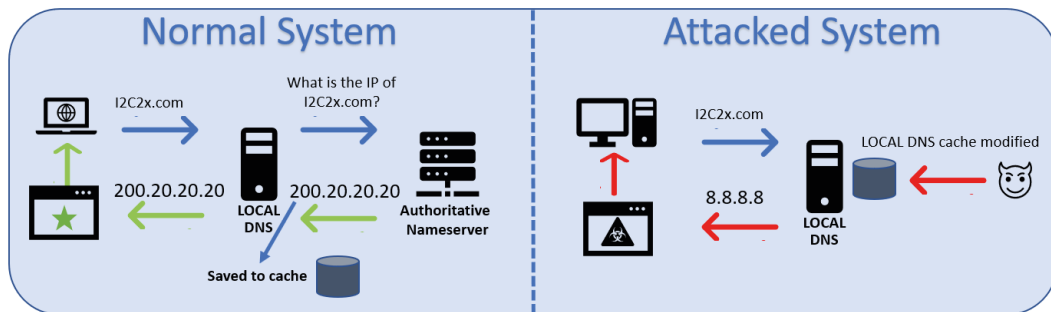 Normal System
I2C2x.com
What is the IP of
I2C2x.com?
200.20.20.20
200.20.20.20
LOCAL
DNS
Authoritative
Nameserver
Saved to cache
Attacked System
I2C2x.com
LOCAL DNS cache modified
8.8.8.8
LOCAL
DNS